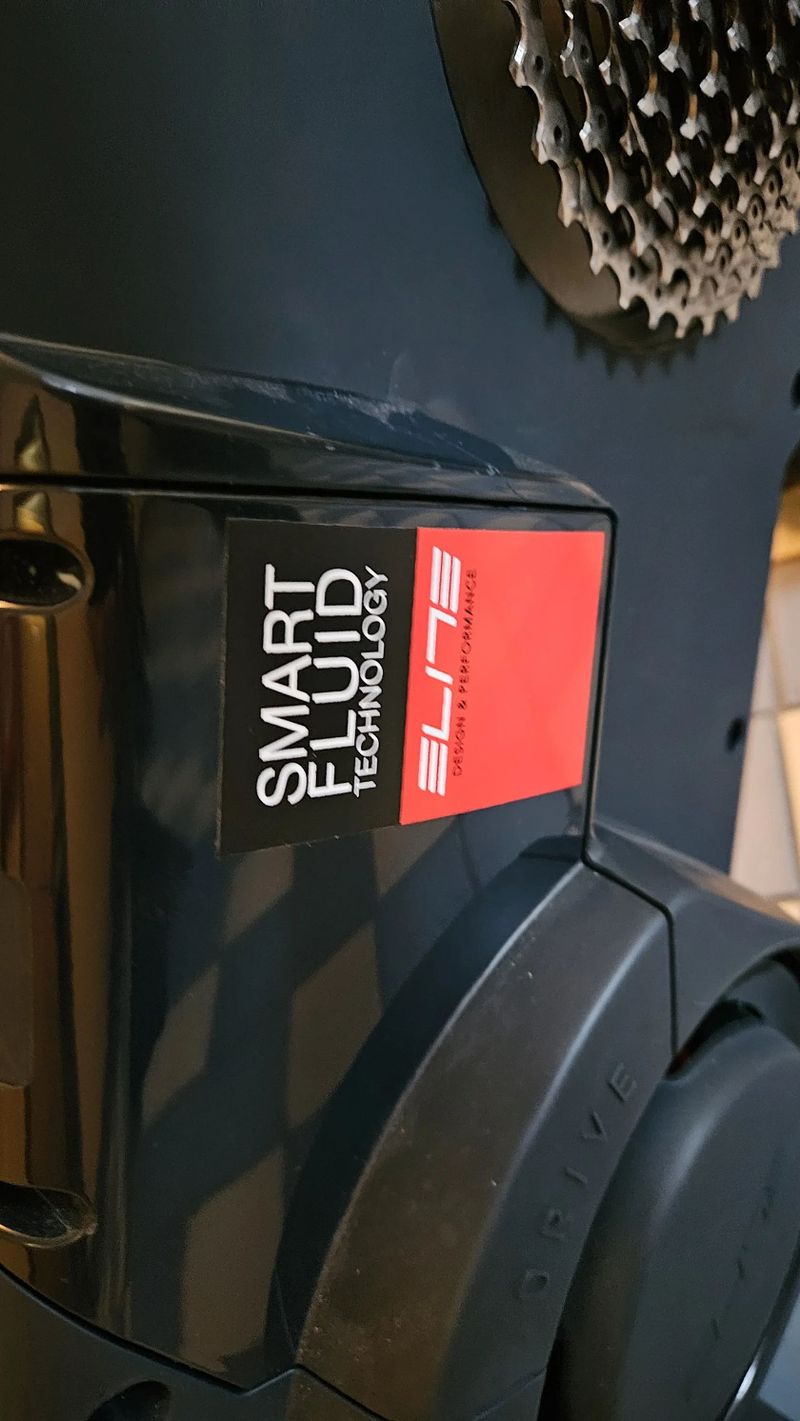 SMART
FLUID
TECHNOLOGY
ELITE
DESIGN & PERFORMANCE
DRIVE